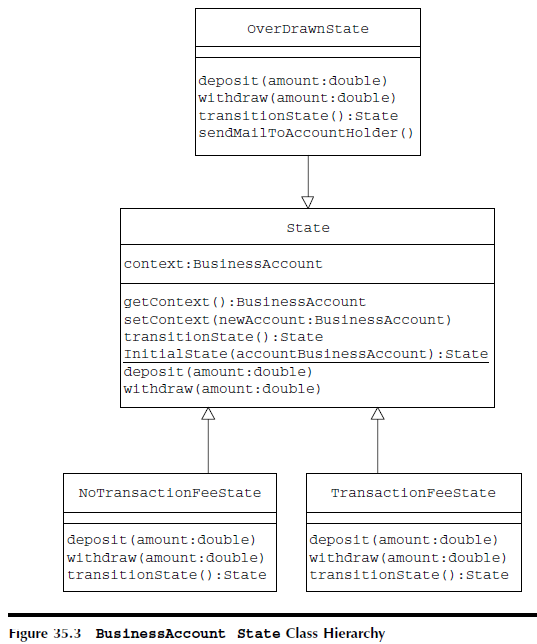 OverDrawnState
deposit(amount:double)
withdraw(amount:double)
transitionState():State
sendMailToAccountHolder()
State
context:BusinessAccount
getContext():BusinessAccount
setContext(newAccount:BusinessAccount)
transitionState():State
InitialState(accountBusinessAccount):State
deposit(amount:double)
withdraw(amount:double)
NoTransactionFeeState
deposit(amount:double)
withdraw(amount:double)
transitionState():State
TransactionFeeState
deposit(amount:double)
withdraw(amount:double)
transitionState():State
Figure 35.3 BusinessAccount State Class Hierarchy